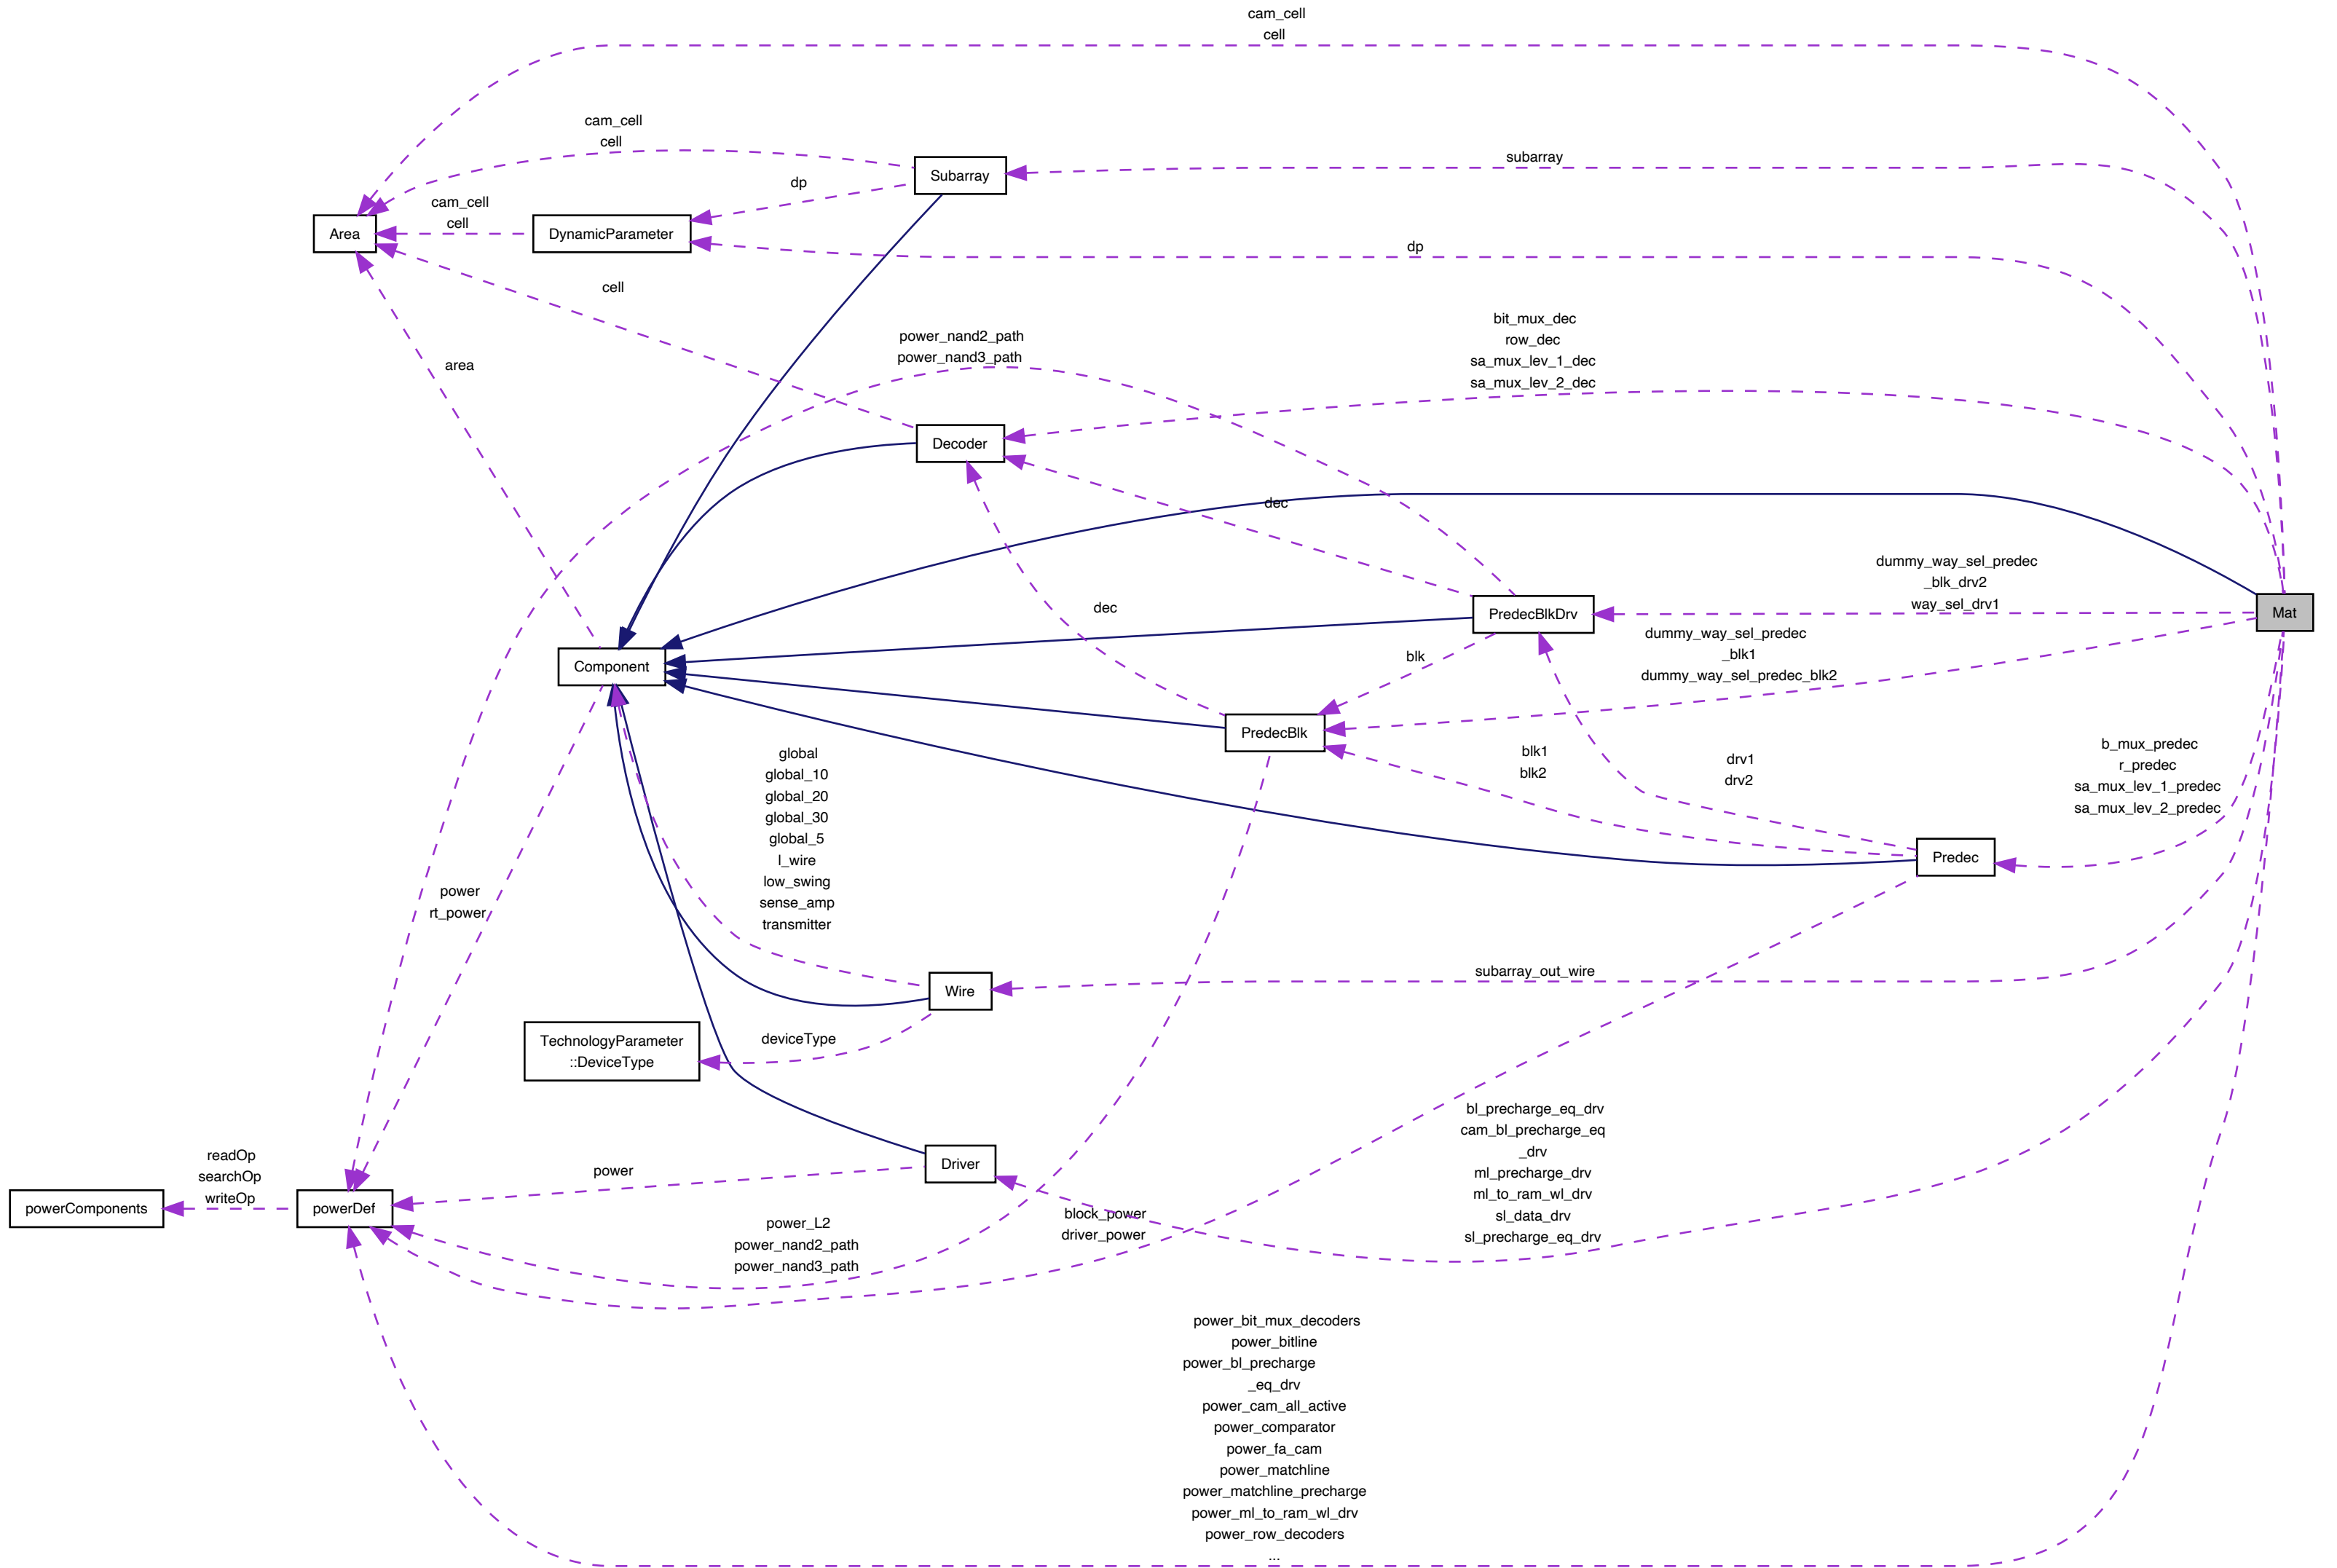 cam_cell
cell
cam_cell
cell
Subarray
subarray
dp
cam_cell
cell
Area
DynamicParameter
dp
cell
area
power_nand2_path
power_nand3_path
bit_mux_dec
row_dec
sa_mux_lev_1_dec
sa_mux_lev_2_dec
Decoder
dec
dec
PredecBlkDrv
dummy_way_sel_predec
_blk_drv2
way_sel_drv1
Mat
Component
blk
dummy_way_sel_predec
_blk1
dummy_way_sel_predec_blk2
PredecBlk
blk1
blk2
drv1
drv2
b_mux_predec
r_predec
sa_mux_lev_1_predec
sa_mux_lev_2_predec
Predec
global
global_10
global_20
global_30
global_5
l_wire
low_swing
sense_amp
transmitter
power
rt_power
Wire
subarray_out_wire
TechnologyParameter
::DeviceType
deviceType
Driver
power
bl_precharge_eq_drv
cam_bl_precharge_eq
_drv
ml_precharge_drv
ml_to_ram_wl_drv
sl_data_drv
sl_precharge_eq_drv
readOp
searchOp
writeOp
powerComponents
powerDef
power_L2
power_nand2_path
power_nand3_path
block_power
driver_power
power_bit_mux_decoders
power_bitline
power_bl_precharge
_eq_drv
power_cam_all_active
power_comparator
power_fa_cam
power_matchline
power_matchline_precharge
power_ml_to_ram_wl_drv
power_row_decoders
...